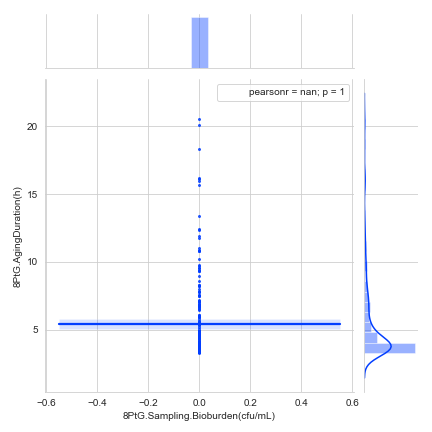 pearsonr = nan; p = 1
20
15
10
5
8PtG.AgingDuration(h)
−0.6 −0.4 −0.2 0.0 0.2 0.4 0.6
8PtG.Sampling.Bioburden(cfu/mL)